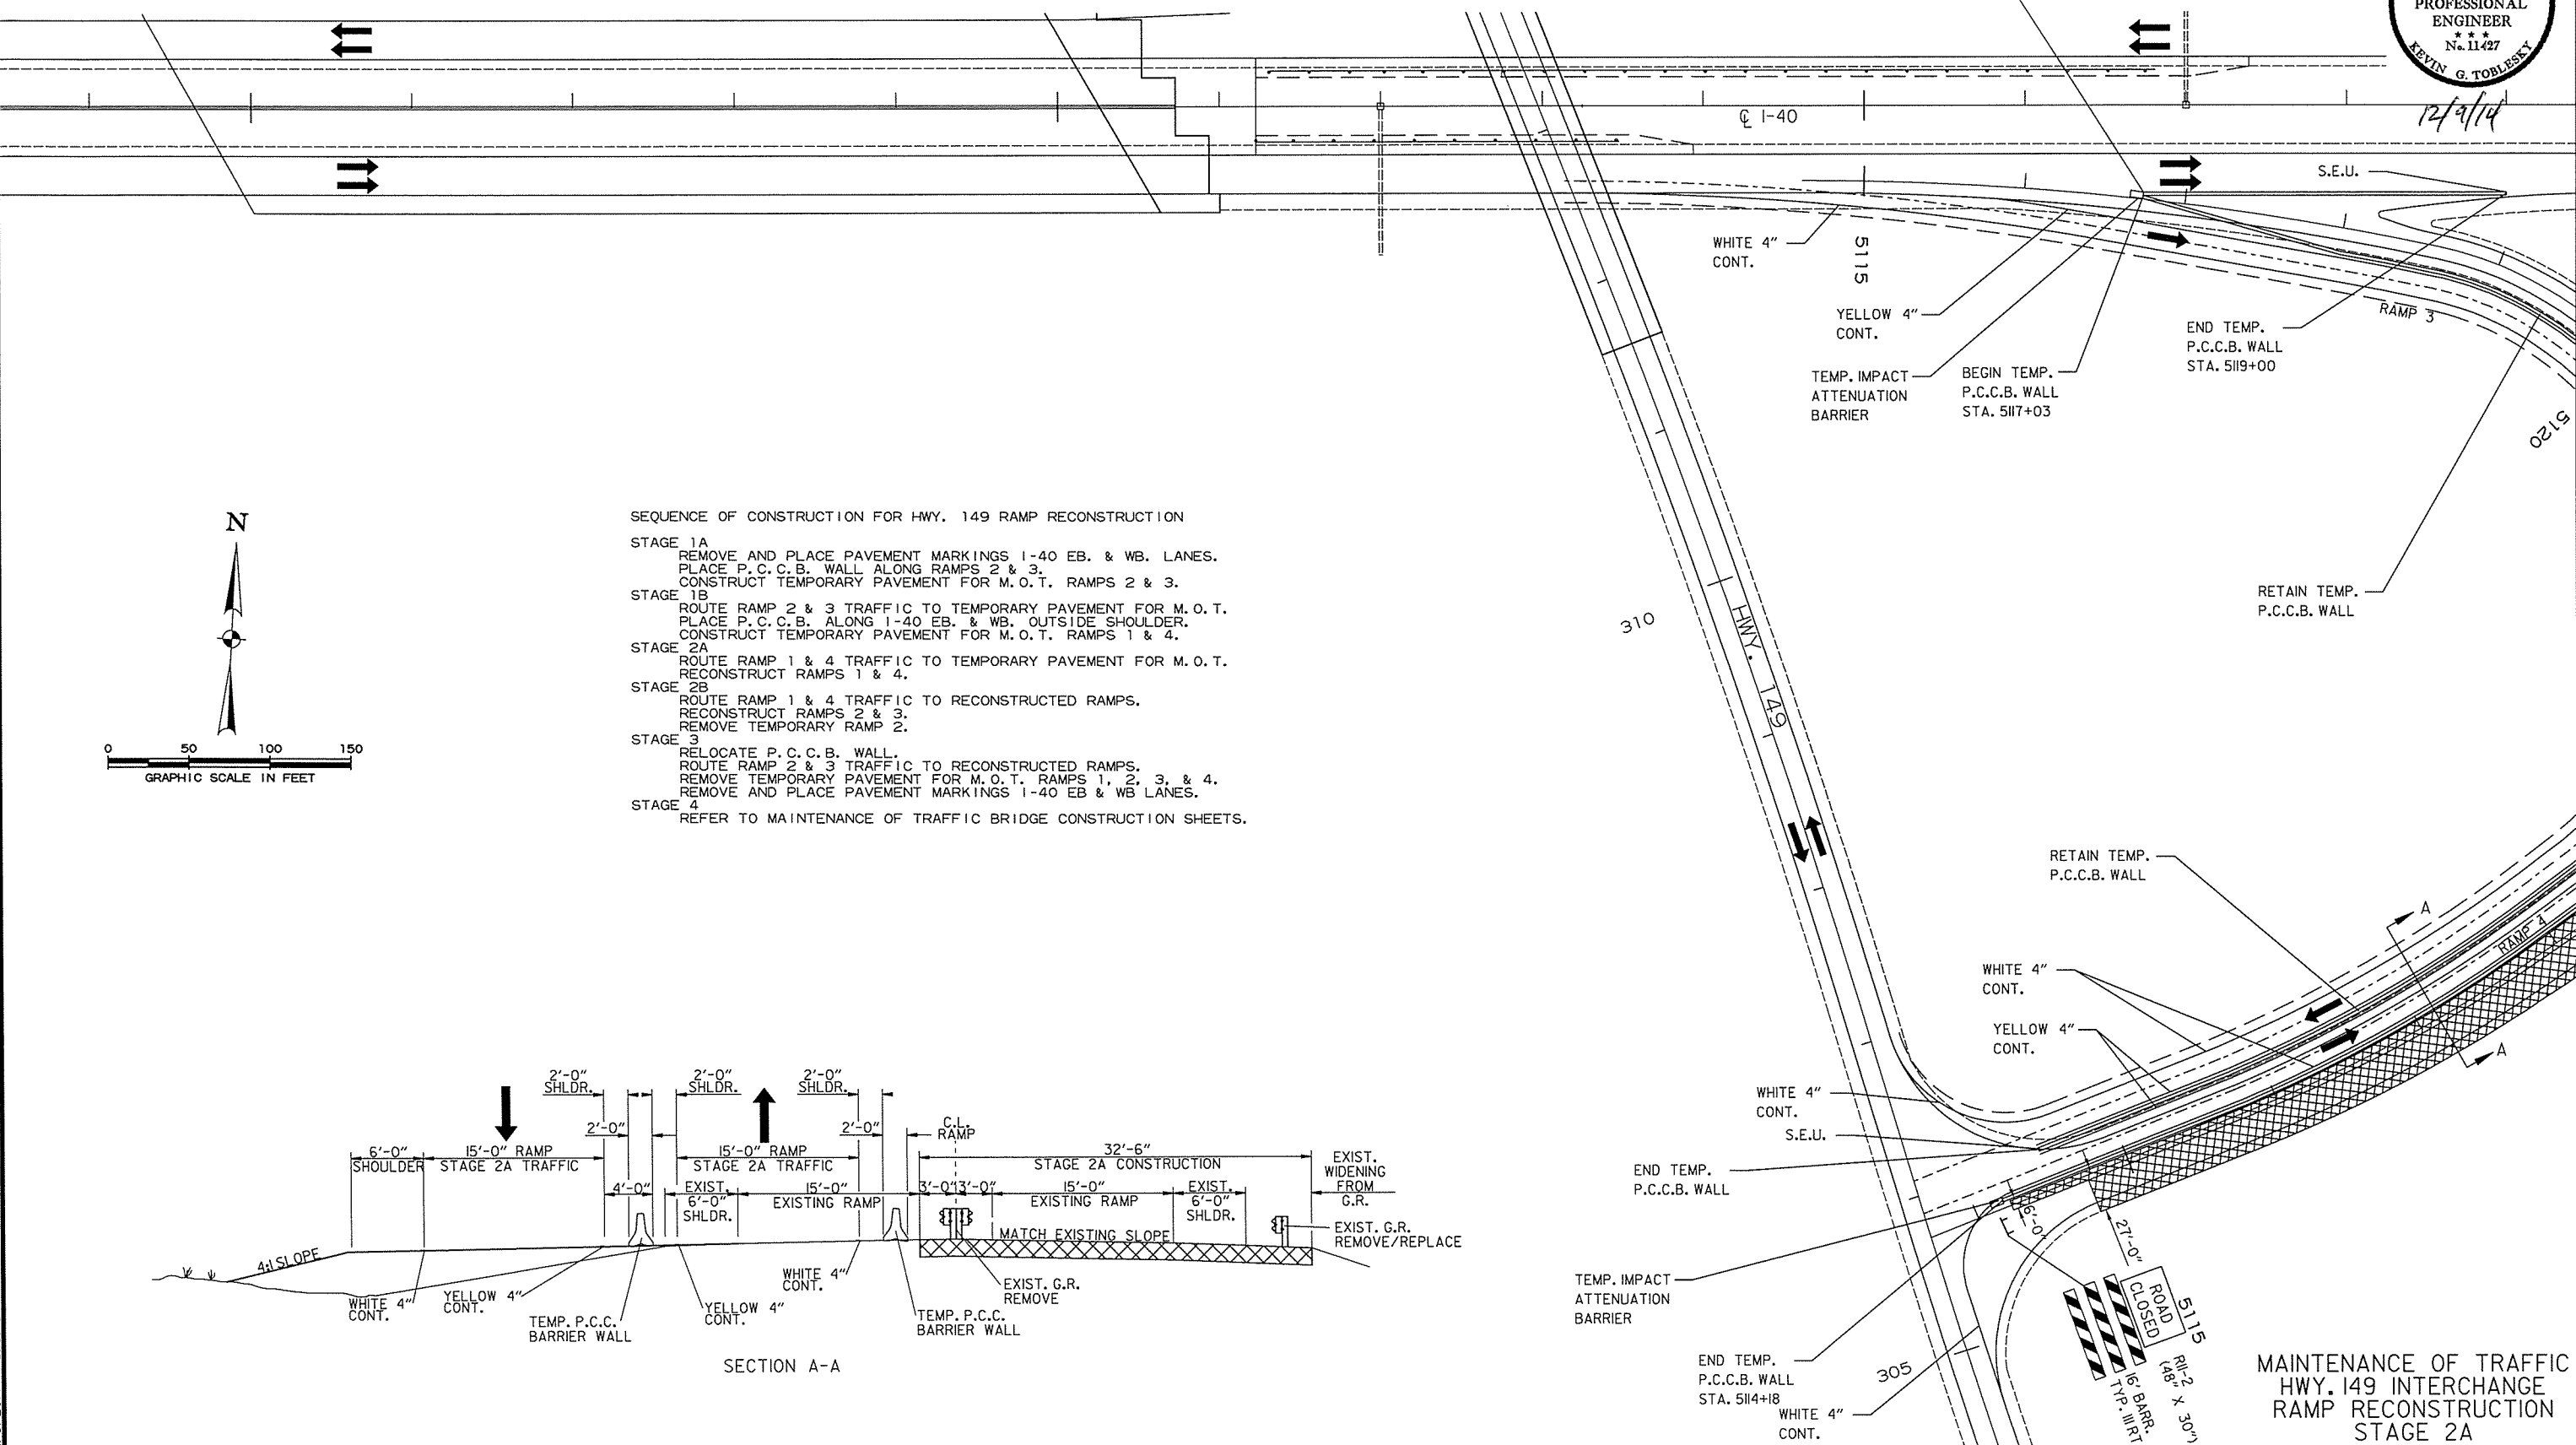 PROFESSIONAL
ENGINEER
* * *
No. 11427
KEVIN G. TOBLESKY
12/9/14
℄ I-40
S.E.U.
WHITE 4"
CONT.
5115
YELLOW 4"
CONT.
TEMP. IMPACT
ATTENUATION
BARRIER
BEGIN TEMP.
P.C.C.B. WALL
STA. 5117+03
RAMP 3
END TEMP.
P.C.C.B. WALL
STA. 5119+00
5120
N
0 50 100 150
GRAPHIC SCALE IN FEET
SEQUENCE OF CONSTRUCTION FOR HWY. 149 RAMP RECONSTRUCTION
STAGE 1A
REMOVE AND PLACE PAVEMENT MARKINGS I-40 EB. & WB. LANES.
PLACE P.C.C.B. WALL ALONG RAMPS 2 & 3.
CONSTRUCT TEMPORARY PAVEMENT FOR M.O.T. RAMPS 2 & 3.
STAGE 1B
ROUTE RAMP 2 & 3 TRAFFIC TO TEMPORARY PAVEMENT FOR M.O.T.
PLACE P.C.C.B. ALONG I-40 EB. & WB. OUTSIDE SHOULDER.
CONSTRUCT TEMPORARY PAVEMENT FOR M.O.T. RAMPS 1 & 4.
STAGE 2A
ROUTE RAMP 1 & 4 TRAFFIC TO TEMPORARY PAVEMENT FOR M.O.T.
RECONSTRUCT RAMPS 1 & 4.
STAGE 2B
ROUTE RAMP 1 & 4 TRAFFIC TO RECONSTRUCTED RAMPS.
RECONSTRUCT RAMPS 2 & 3.
REMOVE TEMPORARY RAMP 2.
STAGE 3
RELOCATE P.C.C.B. WALL.
ROUTE RAMP 2 & 3 TRAFFIC TO RECONSTRUCTED RAMPS.
REMOVE TEMPORARY PAVEMENT FOR M.O.T. RAMPS 1, 2, 3, & 4.
REMOVE AND PLACE PAVEMENT MARKINGS I-40 EB & WB LANES.
STAGE 4
REFER TO MAINTENANCE OF TRAFFIC BRIDGE CONSTRUCTION SHEETS.
310
HWY. 149
RETAIN TEMP.
P.C.C.B. WALL
RETAIN TEMP.
P.C.C.B. WALL
A
RAMP 4
WHITE 4"
CONT.
YELLOW 4"
CONT.
A
WHITE 4"
CONT.
S.E.U.
END TEMP.
P.C.C.B. WALL
6'-0"
27'-0"
TEMP. IMPACT
ATTENUATION
BARRIER
END TEMP.
P.C.C.B. WALL
STA. 5114+18
305
WHITE 4"
CONT.
ROAD
CLOSED
5115
R11-2
(48" X 30")
16' BARR.
TYP. III RT
2'-0"
SHLDR.
2'-0"
SHLDR.
2'-0"
SHLDR.
2'-0"
2'-0"
C.L.
RAMP
6'-0"
SHOULDER
15'-0" RAMP
STAGE 2A TRAFFIC
15'-0" RAMP
STAGE 2A TRAFFIC
32'-6"
STAGE 2A CONSTRUCTION
EXIST.
WIDENING
FROM
G.R.
4'-0"
EXIST.
6'-0"
SHLDR.
15'-0"
EXISTING RAMP
3'-0"
3'-0"
15'-0"
EXISTING RAMP
EXIST.
6'-0"
SHLDR.
4:1 SLOPE
MATCH EXISTING SLOPE
EXIST. G.R.
REMOVE/REPLACE
WHITE 4"
CONT.
YELLOW 4"
CONT.
TEMP. P.C.C.
BARRIER WALL
YELLOW 4"
CONT.
WHITE 4"
CONT.
EXIST. G.R.
REMOVE
TEMP. P.C.C.
BARRIER WALL
SECTION A-A
MAINTENANCE OF TRAFFIC
HWY. 149 INTERCHANGE
RAMP RECONSTRUCTION
STAGE 2A